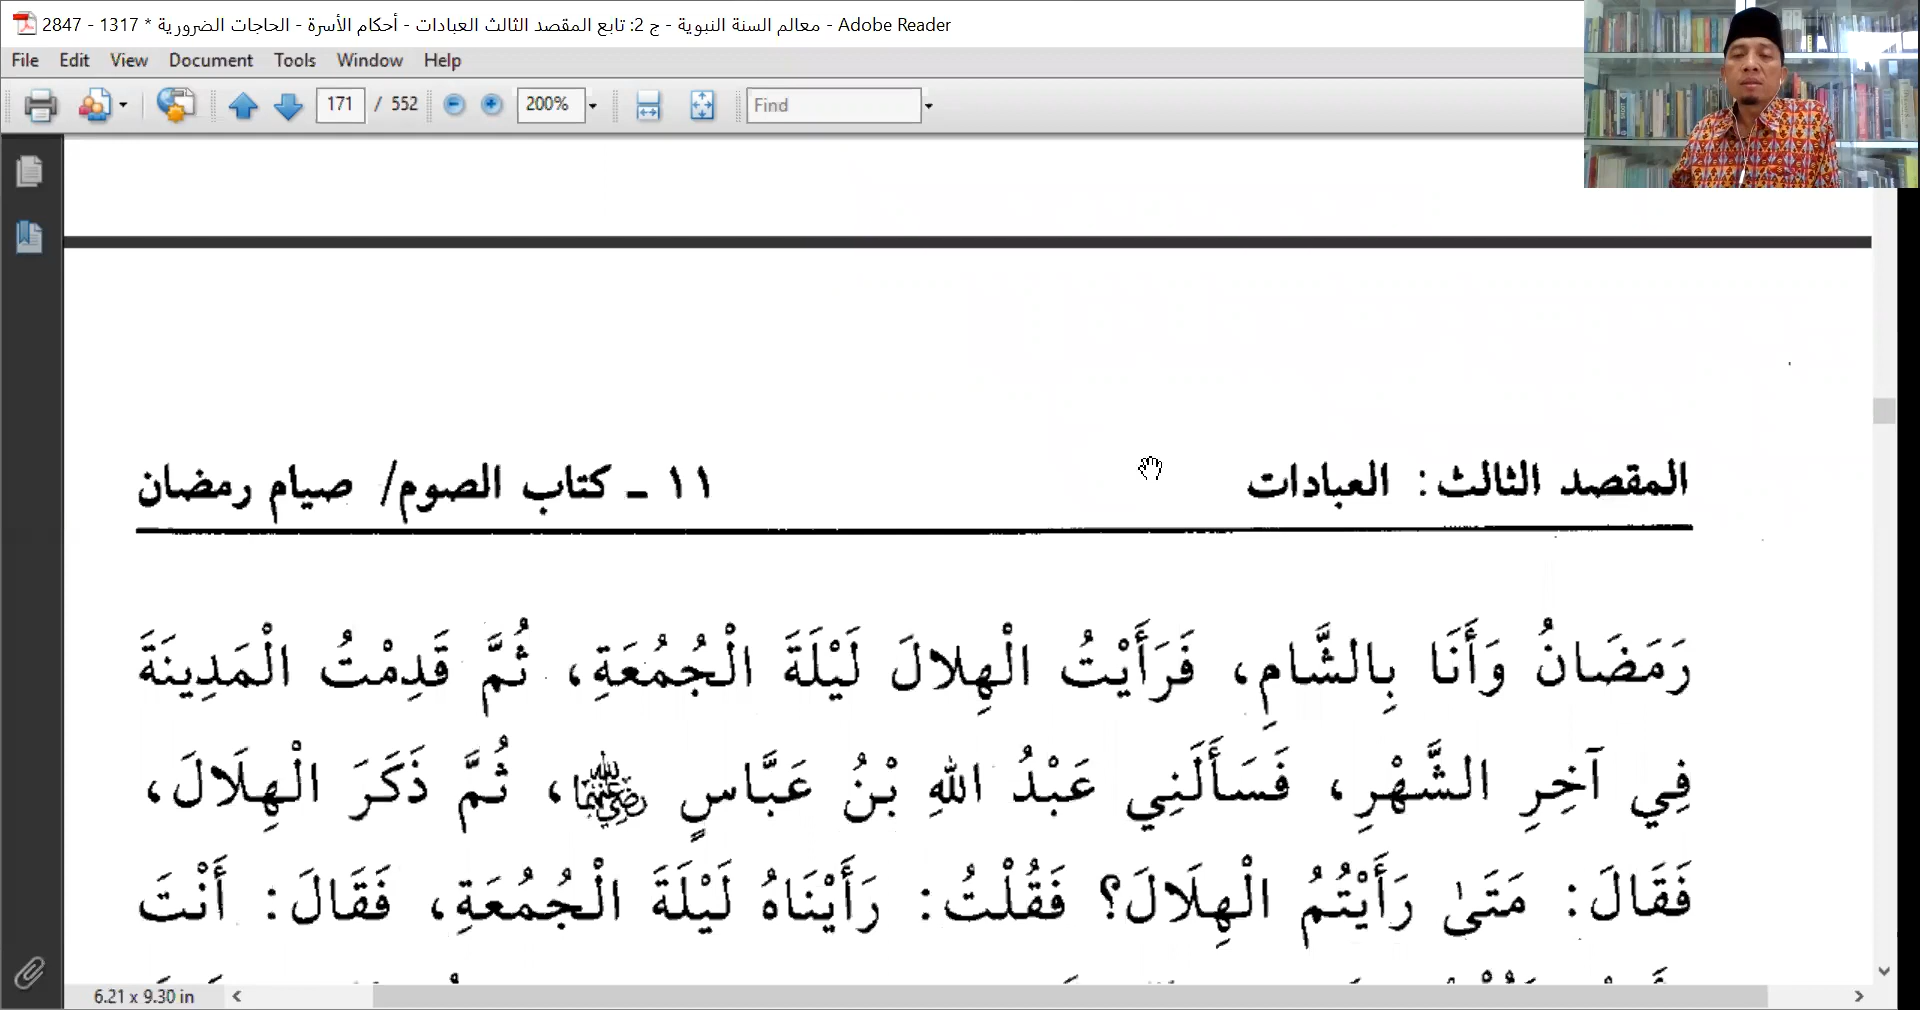 معالم السنة النبوية - ج 2: تابع المقصد الثالث العبادات - أحكام الأسرة - الحاجات الضرورية * 1317 - 2847 - Adobe Reader
File Edit View Document Tools Window Help
171 / 552 200% Find
المقصد الثالث: العبادات ١١ - كتاب الصوم/ صيام رمضان
رَمَضَانُ وَأَنَا بِالشَّامِ، فَرَأَيْتُ الْهِلالَ لَيْلَةَ الْجُمُعَةِ، ثُمَّ قَدِمْتُ الْمَدِينَةَ
فِي آخِرِ الشَّهْرِ، فَسَأَلَنِي عَبْدُ اللهِ بْنُ عَبَّاسٍ رضي الله عنهما، ثُمَّ ذَكَرَ الْهِلَالَ،
فَقَالَ: مَتَىٰ رَأَيْتُمُ الْهِلَالَ؟ فَقُلْتُ: رَأَيْنَاهُ لَيْلَةَ الْجُمُعَةِ، فَقَالَ: أَنْتَ
6.21 x 9.30 in